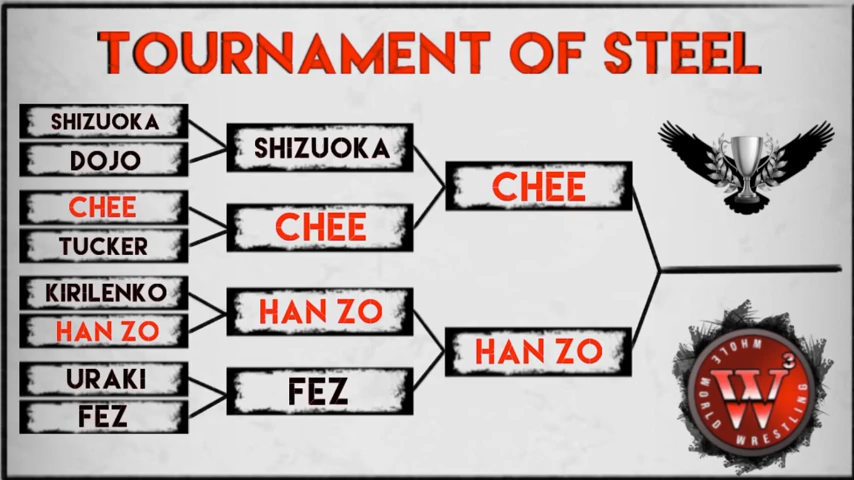 TOURNAMENT OF STEEL
SHIZUOKA
DOJO
CHEE
TUCKER
KIRILENKO
HAN ZO
URAKI
FEZ
SHIZUOKA
CHEE
HAN ZO
FEZ
CHEE
HAN ZO
W3
WHOLE WORLD WRESTLING